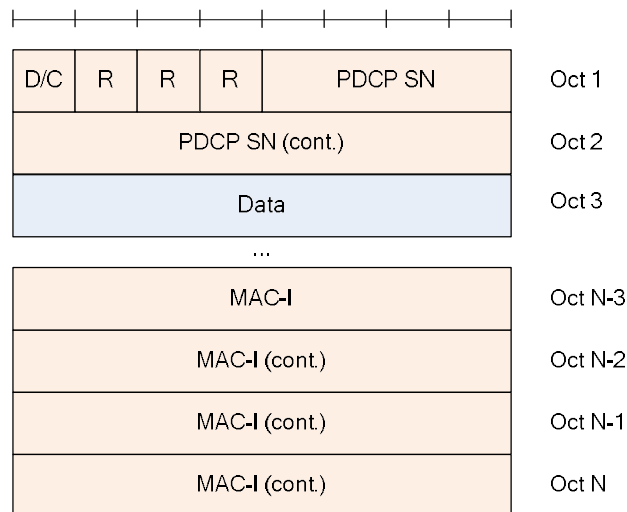 D/C R R R PDCP SN Oct 1
PDCP SN (cont.) Oct 2
Data Oct 3
...
MAC-I Oct N-3
MAC-I (cont.) Oct N-2
MAC-I (cont.) Oct N-1
MAC-I (cont.) Oct N